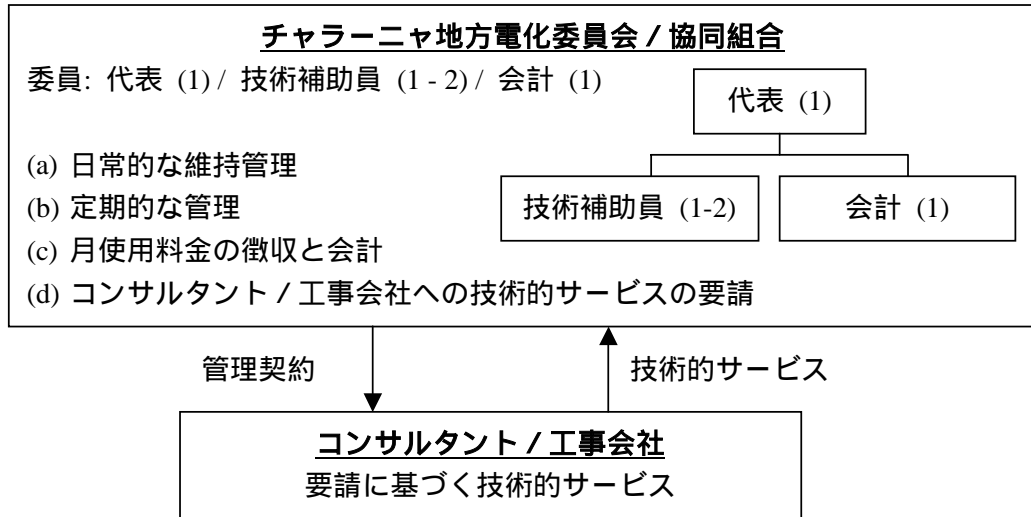 チャラーニャ地方電化委員会 / 協同組合
委員: 代表 (1) / 技術補助員 (1 - 2) / 会計 (1)
代表 (1)
技術補助員 (1-2)
会計 (1)
(a) 日常的な維持管理
(b) 定期的な管理
(c) 月使用料金の徴収と会計
(d) コンサルタント / 工事会社への技術的サービスの要請
管理契約
技術的サービス
コンサルタント / 工事会社
要請に基づく技術的サービス